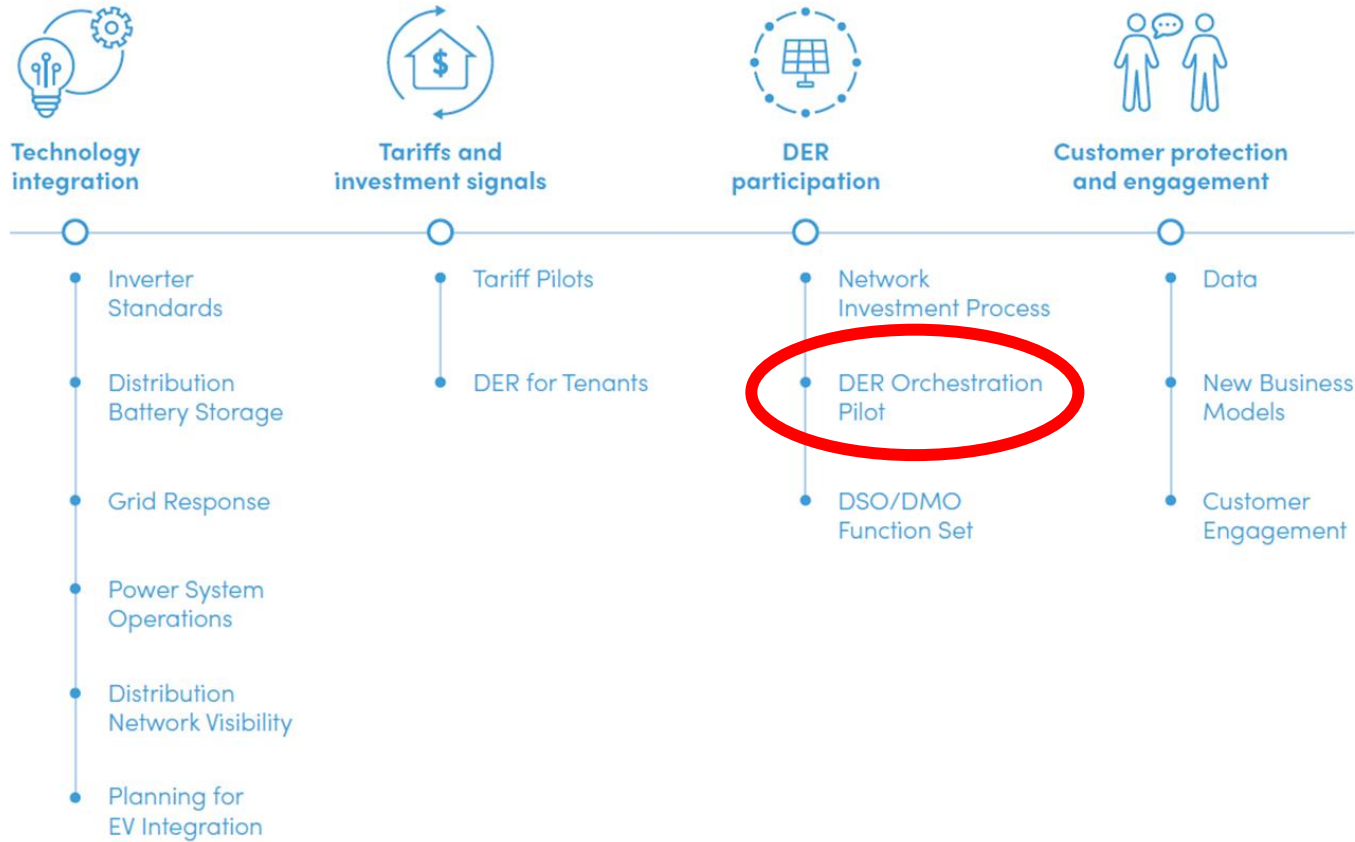 $
Technology
integration
Tariffs and
investment signals
DER
participation
Customer protection
and engagement
Inverter
Standards
Distribution
Battery Storage
Grid Response
Power System
Operations
Distribution
Network Visibility
Planning for
EV Integration
Tariff Pilots
DER for Tenants
Network
Investment Process
DER Orchestration
Pilot
DSO/DMO
Function Set
Data
New Business
Models
Customer
Engagement